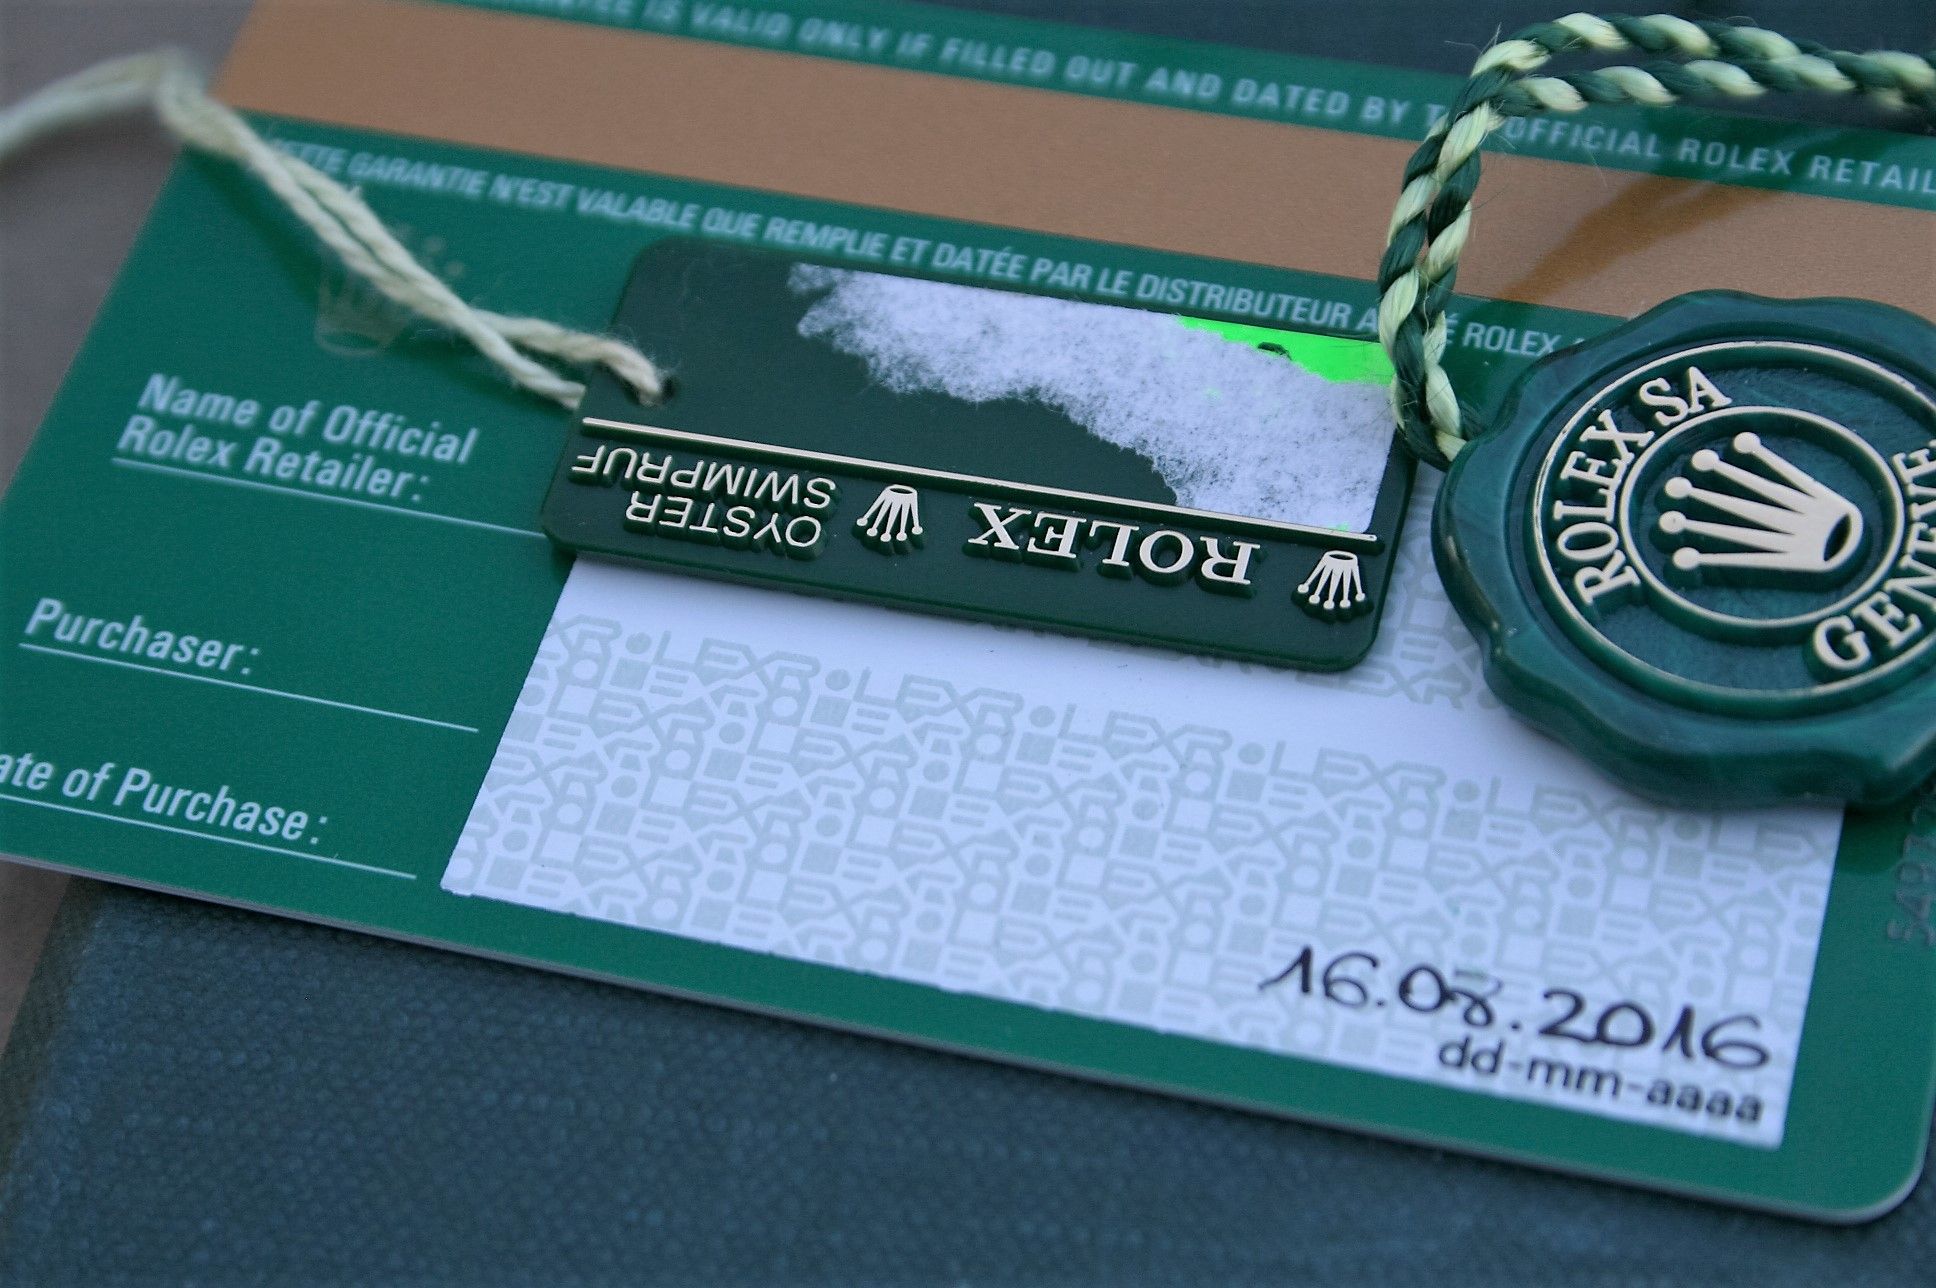 GUARANTEE IS VALID ONLY IF FILLED OUT AND DATED BY OFFICIAL ROLEX RETAIL
CETTE GARANTIE N'EST VALABLE QUE REMPLIE ET DATÉE PAR LE DISTRIBUTEUR ROLEX
Name of Official
Rolex Retailer:
OYSTER
SWIMPRUF
ROLEX
ROLEX SA
GENEVE
Purchaser:
ate of Purchase:
16.08.2016
dd-mm-aaaa